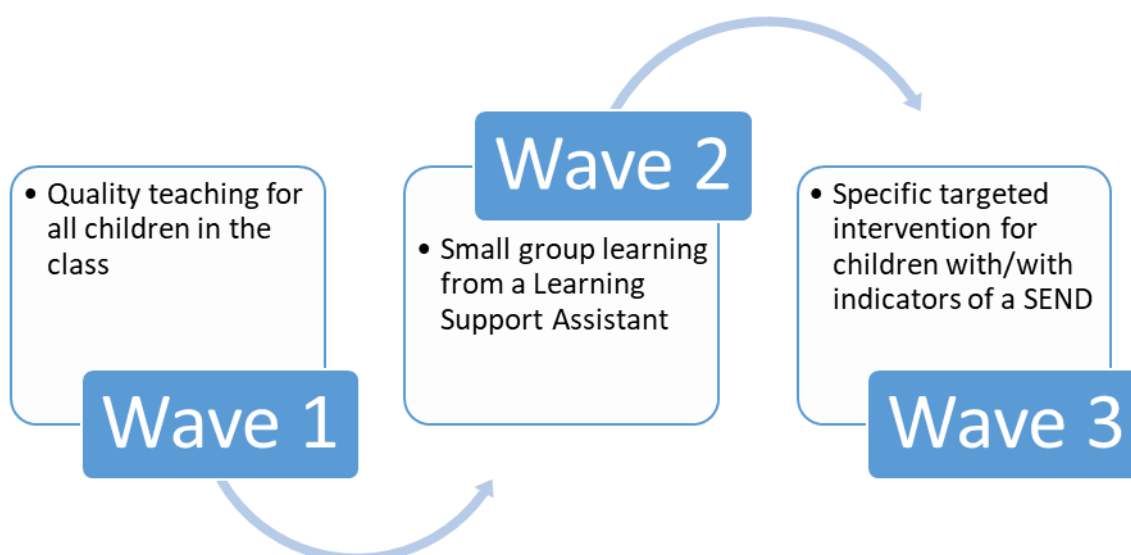 • Quality teaching for
all children in the
class
Wave 1
Wave 2
• Small group learning
from a Learning
Support Assistant
• Specific targeted
intervention for
children with/with
indicators of a SEND
Wave 3